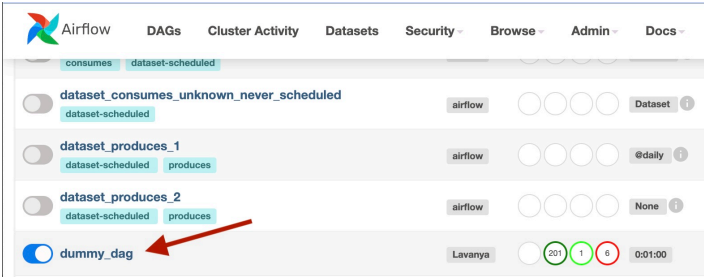 Airflow DAGs Cluster Activity Datasets Security Browse Admin Docs
consumes dataset-scheduled
dataset_consumes_unknown_never_scheduled
dataset-scheduled
airflow Dataset i
dataset_produces_1
dataset-scheduled produces
airflow @daily i
dataset_produces_2
dataset-scheduled produces
airflow None i
dummy_dag Lavanya 201 1 6 0:01:00